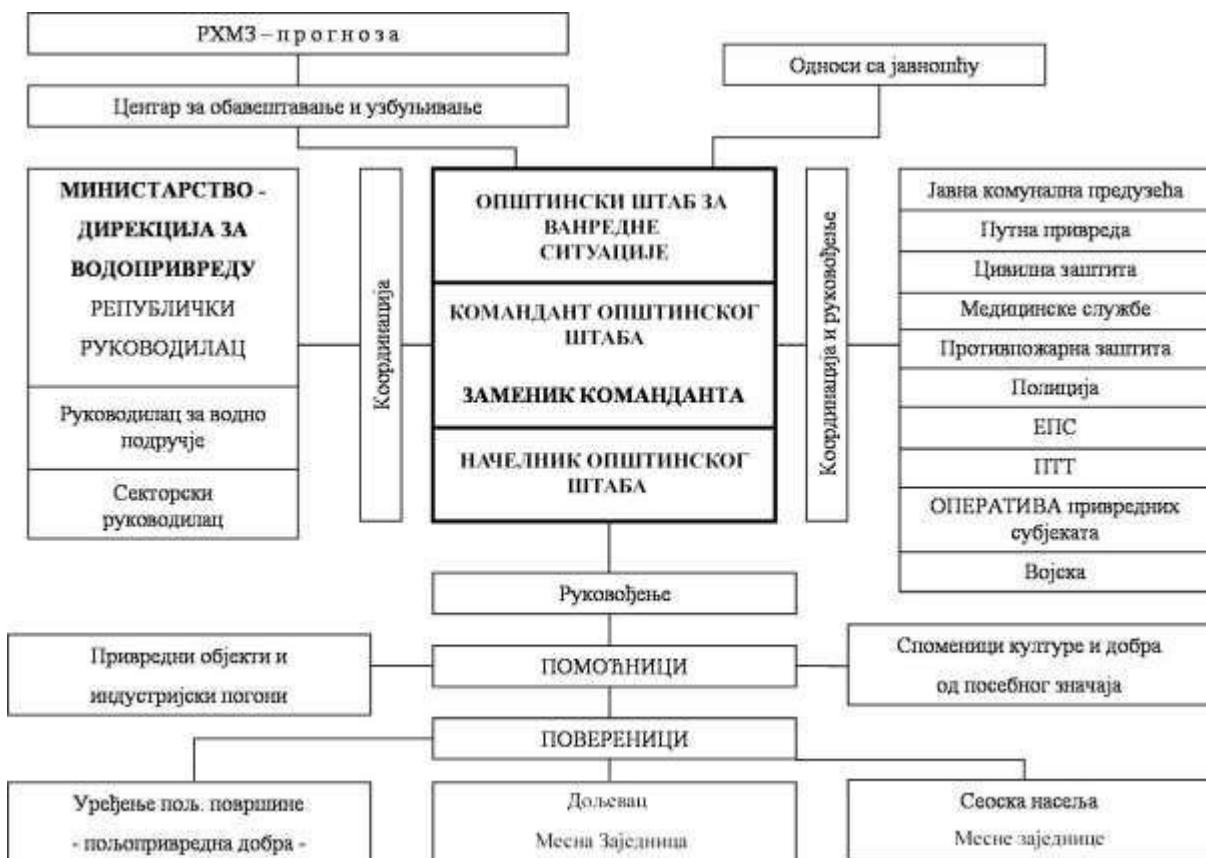 РХМЗ – п р о г н о з а
Односи са јавношћу
Центар за обавештавање и узбуњивање
МИНИСТАРСТВО -
ДИРЕКЦИЈА ЗА
ВОДОПРИВРЕДУ
РЕПУБЛИЧКИ
РУКОВОДИЛАЦ
Руководилац за водно
подручје
Секторски
руководилац
Координација
ОПШТИНСКИ ШТАБ ЗА
ВАНРЕДНЕ
СИТУАЦИЈЕ
КОМАНДАНТ ОПШТИНСКОГ
ШТАБА
ЗАМЕНИК КОМАНДАНТА
НАЧЕЛНИК ОПШТИНСКОГ
ШТАБА
Координација и руковођење
Јавна комунална предузећа
Путна привреда
Цивилна заштита
Медицинске службе
Противпожарна заштита
Полиција
ЕПС
ПТТ
ОПЕРАТИВА привредних
субјеката
Војска
Руковођење
Привредни објекти и
индустријски погони
ПОМОЋНИЦИ
Споменици културе и добра
од посебног значаја
ПОВЕРЕНИЦИ
Уређење пољ. површине
- пољопривредна добра -
Дољевац
Месна Заједница
Сеоска насеља
Месне заједнице